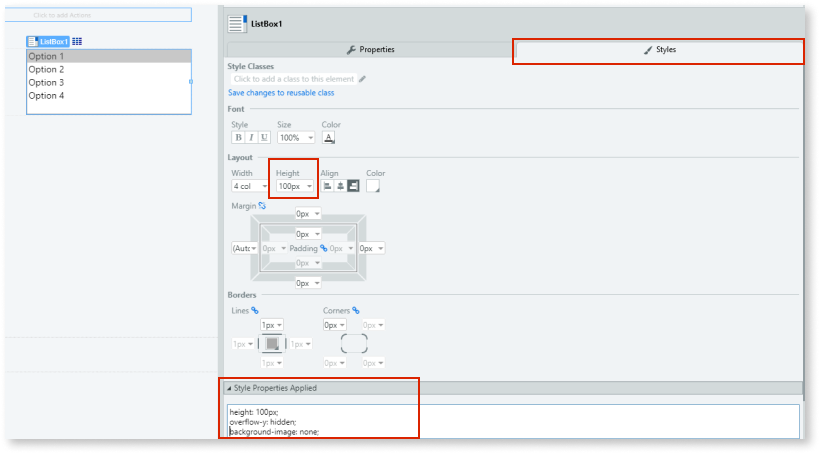 Click to add Actions
ListBox1
Option 1
Option 2
Option 3
Option 4
ListBox1
Properties
Styles
Style Classes
Click to add a class to this element
Save changes to reusable class
Font
Style Size Color
B I U 100% A
Layout
Width Height Align Color
4 col 100px
Margin
0px
0px
(Auto 0px Padding 0px 0px
0px
0px
Borders
Lines Corners
1px 0px 0px
1px 1px
1px 0px 0px
Style Properties Applied
height: 100px;
overflow-y: hidden;
background-image: none;